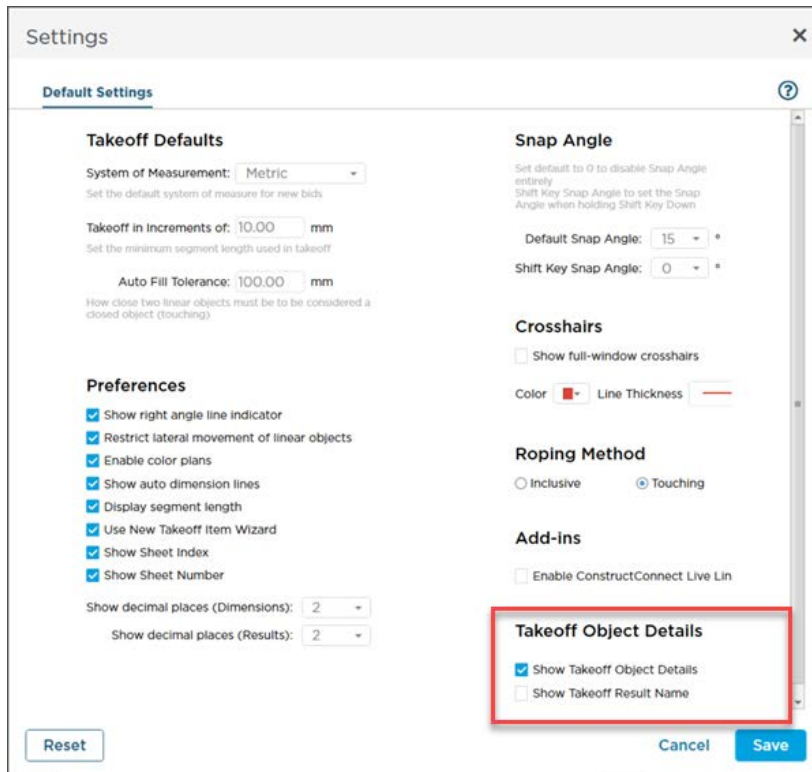 Settings
Default Settings
Takeoff Defaults
System of Measurement: Metric
Set the default system of measure for new bids
Takeoff in Increments of: 10.00 mm
Set the minimum segment length used in takeoff
Auto Fill Tolerance: 100.00 mm
How close two linear objects must be to be considered a
closed object (touching)
Preferences
Show right angle line indicator
Restrict lateral movement of linear objects
Enable color plans
Show auto dimension lines
Display segment length
Use New Takeoff Item Wizard
Show Sheet Index
Show Sheet Number
Show decimal places (Dimensions): 2
Show decimal places (Results): 2
Snap Angle
Set default to 0 to disable Snap Angle
entirely
Shift Key Snap Angle to set the Snap
Angle when holding Shift Key Down
Default Snap Angle: 15 °
Shift Key Snap Angle: 0 °
Crosshairs
Show full-window crosshairs
Color Line Thickness
Roping Method
Inclusive Touching
Add-ins
Enable ConstructConnect Live Lin
Takeoff Object Details
Show Takeoff Object Details
Show Takeoff Result Name
Reset Cancel Save